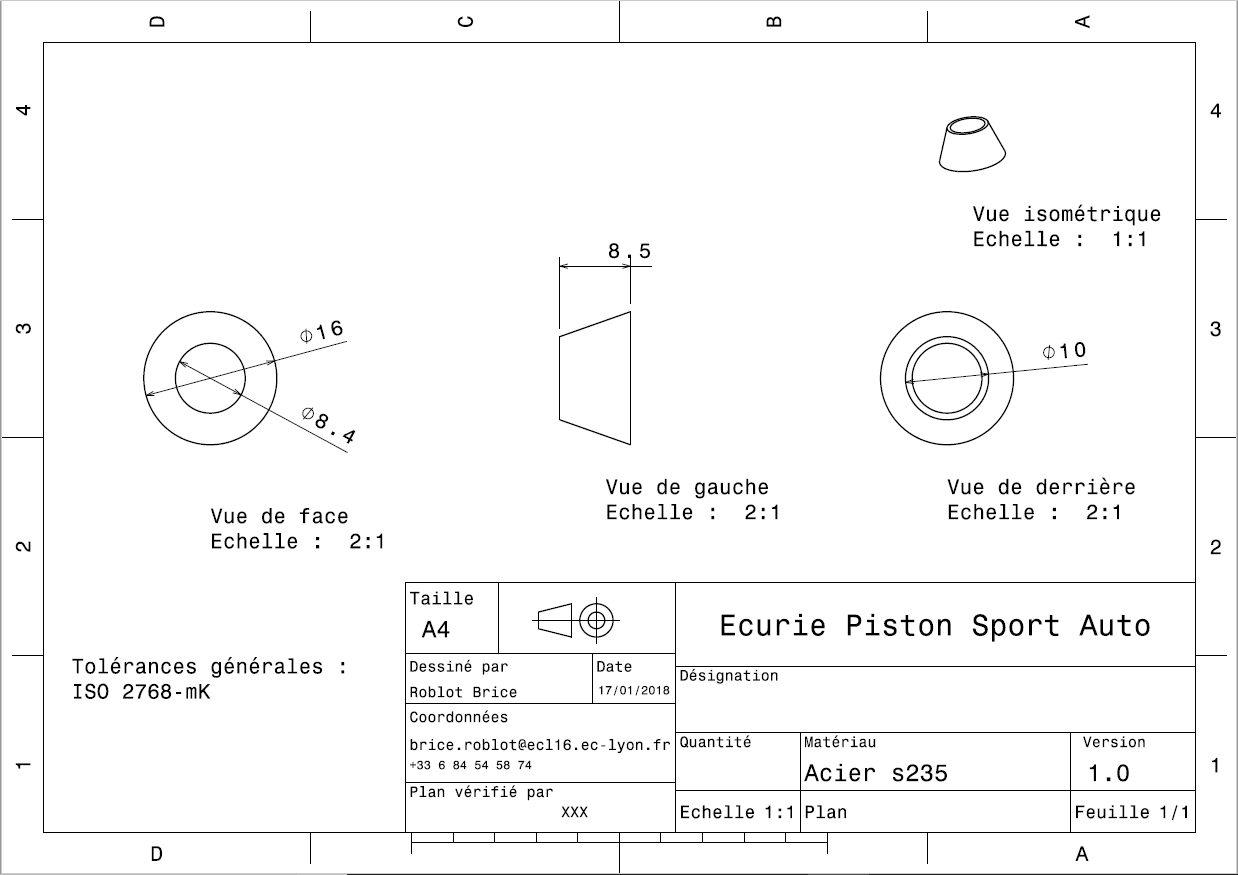 D C B A
4 4
Vue isométrique
Echelle : 1:1
8.5
3 3
⌀16
⌀8.4
⌀10
Vue de gauche
Echelle : 2:1
Vue de derrière
Echelle : 2:1
Vue de face
Echelle : 2:1
2 2
Tolérances générales :
ISO 2768-mK
Taille
A4
Ecurie Piston Sport Auto
Dessiné par
Roblot Brice
Date
17/01/2018
Désignation
Coordonnées
brice.roblot@ecl16.ec-lyon.fr
+33 6 84 54 58 74
Quantité
Matériau
Acier s235
Version
1.0
Plan vérifié par
XXX
Echelle 1:1
Plan
Feuille 1/1
1 1
D A